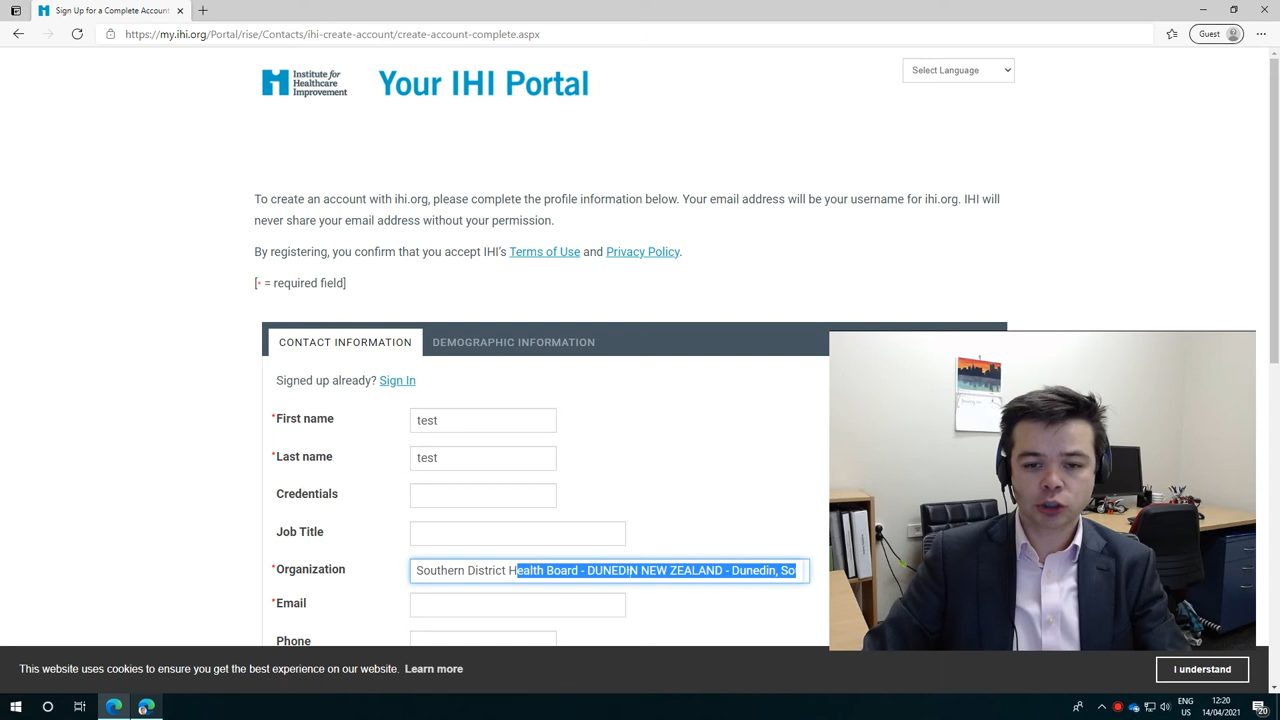 Sign Up for a Complete Account
https://my.ihi.org/Portal/rise/Contacts/ihi-create-account/create-account-complete.aspx
Guest
Institute for
Healthcare
Improvement
Your IHI Portal
Select Language
To create an account with ihi.org, please complete the profile information below. Your email address will be your username for ihi.org. IHI will
never share your email address without your permission.
By registering, you confirm that you accept IHI's Terms of Use and Privacy Policy.
[* = required field]
CONTACT INFORMATION
DEMOGRAPHIC INFORMATION
Signed up already? Sign In
*First name
test
*Last name
test
Credentials
Job Title
*Organization
Southern District Health Board - DUNEDIN NEW ZEALAND - Dunedin, So
*Email
Phone
This website uses cookies to ensure you get the best experience on our website. Learn more
I understand
ENG
US
12:20
14/04/2021
20